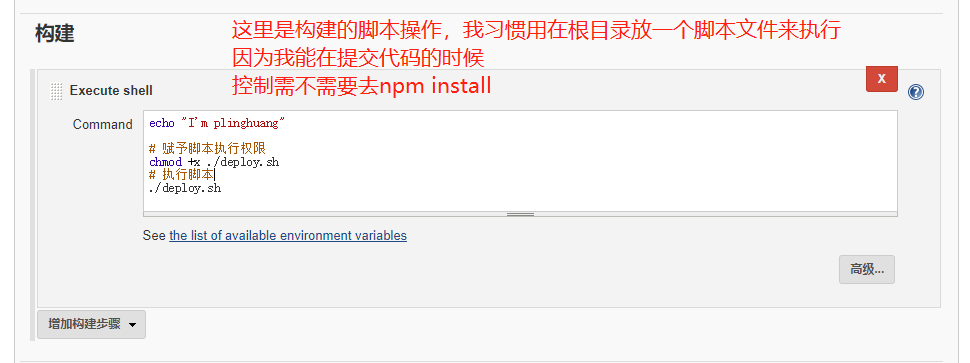 构建
这里是构建的脚本操作，我习惯用在根目录放一个脚本文件来执行
因为我能在提交代码的时候
控制需不需要去npm install
X
Execute shell
Command
echo "I'm plinghuang"
# 赋予脚本执行权限
chmod +x ./deploy.sh
# 执行脚本
./deploy.sh
See the list of available environment variables
高级...
增加构建步骤